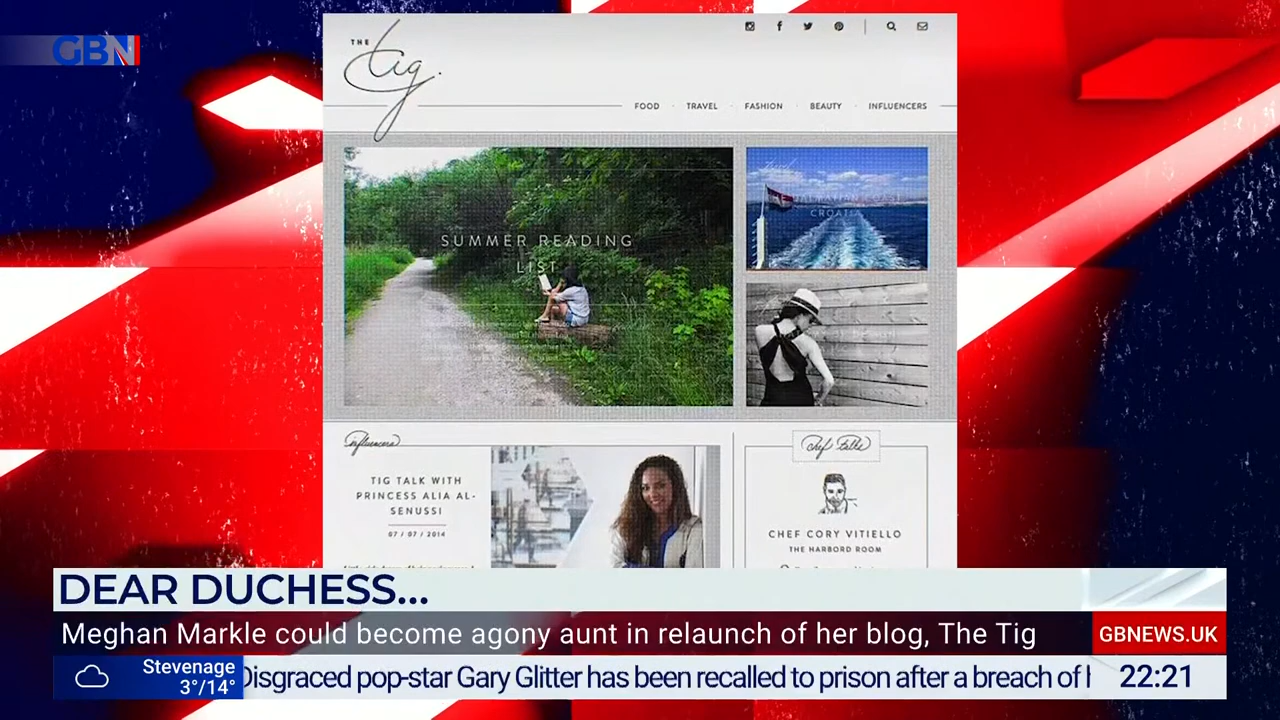 GBN
THE
tig.
FOOD · TRAVEL · FASHION · BEAUTY · INFLUENCERS
SUMMER READING
LIST
CROATIA
influencers
TIG TALK WITH
PRINCESS ALIA AL-
SENUSSI
07 / 07 / 2014
Chef Talks
CHEF CORY VITIELLO
THE HARBORD ROOM
DEAR DUCHESS...
Meghan Markle could become agony aunt in relaunch of her blog, The Tig
GBNEWS.UK
Stevenage
3°/14°
Disgraced pop-star Gary Glitter has been recalled to prison after a breach of
22:21